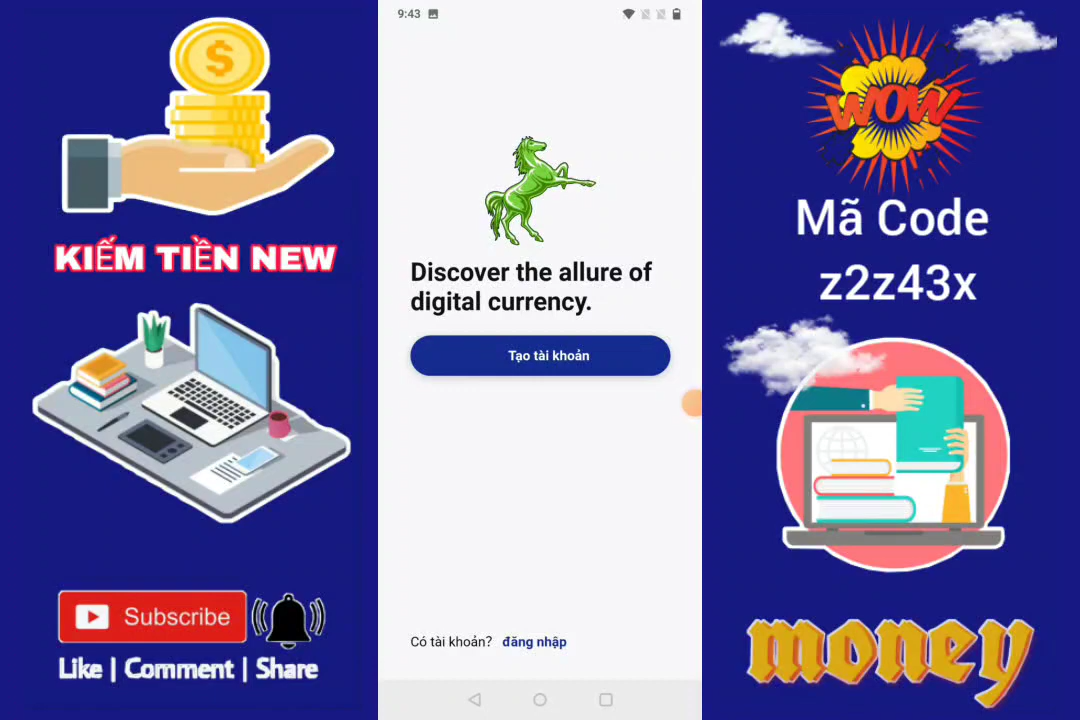 KIẾM TIỀN NEW
Subscribe
Like | Comment | Share
9:43
Discover the allure of
digital currency.
Tạo tài khoản
Có tài khoản? đăng nhập
WOW
Mã Code
z2z43x
money
$